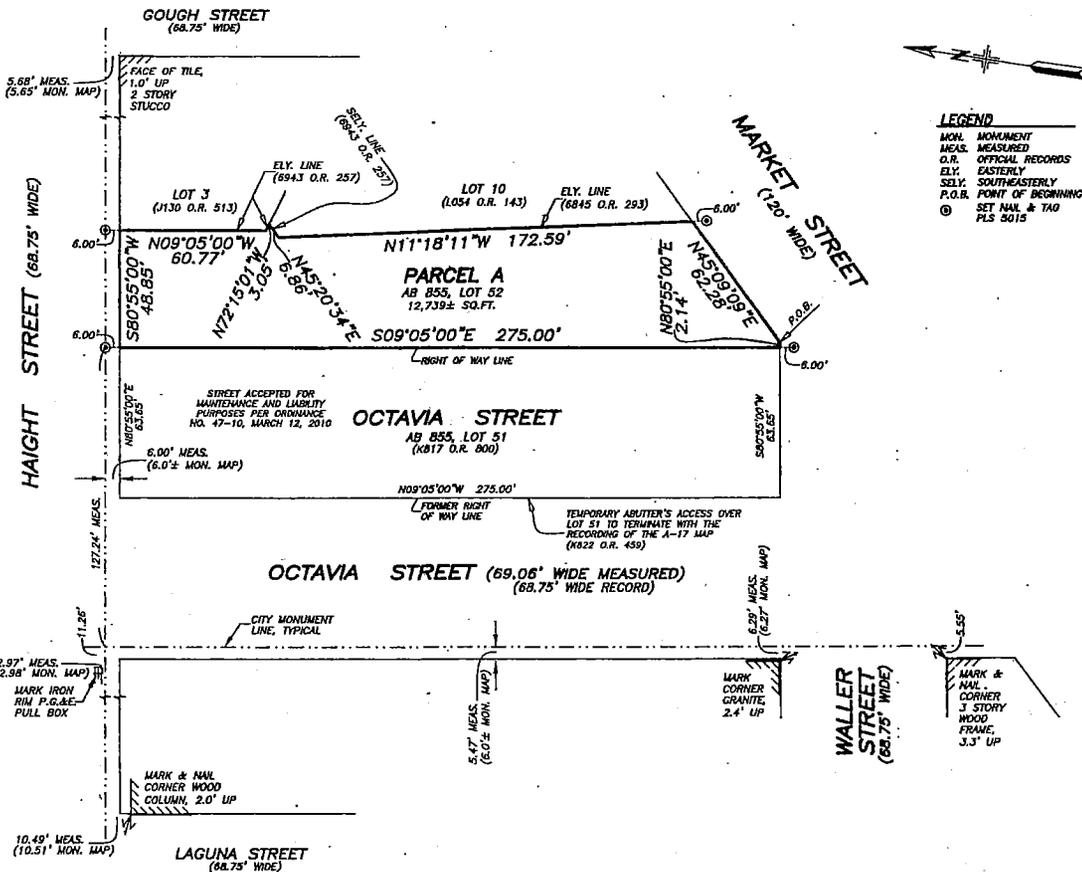 GOUGH STREET
(68.75' WIDE)
5.68' MEAS.
(5.65' MON. MAP)
FACE OF TILE,
1.0' UP
2 STORY
STUCCO
SELY. LINE
(6943 O.R. 257)
ELY. LINE
(6943 O.R. 257)
LOT 3
(J130 O.R. 513)
LOT 10
(L054 O.R. 143)
ELY. LINE
(6845 O.R. 293)
MARKET STREET
(120' WIDE)
N
LEGEND
MON. MONUMENT
MEAS. MEASURED
O.R. OFFICIAL RECORDS
ELY. EASTERLY
SELY. SOUTHEASTERLY
P.O.B. POINT OF BEGINNING
SET NAIL & TAG
PLS 5015
HAIGHT STREET (68.75' WIDE)
6.00'
N09°05'00"W
60.77'
S80°55'00"W
48.85'
N72°15'01"W
3.05'
N45°20'34"E
6.86'
N11°18'11"W 172.59'
PARCEL A
AB 855, LOT 52
12,739± SQ.FT.
6.00'
N45°09'09"E
62.28'
N80°55'00"E
2.14'
P.O.B.
6.00'
S09°05'00"E 275.00'
RIGHT OF WAY LINE
6.00'
N80°55'00"E
63.65'
STREET ACCEPTED FOR
MAINTENANCE AND LIABILITY
PURPOSES PER ORDINANCE
NO. 47-10, MARCH 12, 2010
OCTAVIA STREET
AB 855, LOT 51
(K817 O.R. 800)
S80°55'00"W
63.65'
6.00' MEAS.
(6.0'± MON. MAP)
N09°05'00"W 275.00'
FORMER RIGHT
OF WAY LINE
TEMPORARY ABUTTER'S ACCESS OVER
LOT 51 TO TERMINATE WITH THE
RECORDING OF THE A-17 MAP
(K822 O.R. 459)
127.24' MEAS.
OCTAVIA STREET (69.06' WIDE MEASURED)
(68.75' WIDE RECORD)
11.26'
CITY MONUMENT
LINE, TYPICAL
6.29' MEAS.
(6.27' MON. MAP)
5.55'
2.97' MEAS.
2.98' MON. MAP)
MARK IRON
RIM P.G.&E.
PULL BOX
5.47' MEAS.
(6.0'± MON. MAP)
MARK
CORNER
GRANITE,
2.4' UP
WALLER
STREET
(68.75' WIDE)
MARK &
NAIL.
CORNER
3 STORY
WOOD
FRAME,
3.3' UP
MARK & NAIL
CORNER WOOD
COLUMN, 2.0' UP
10.49' MEAS.
(10.51' MON. MAP)
LAGUNA STREET
(68.75' WIDE)